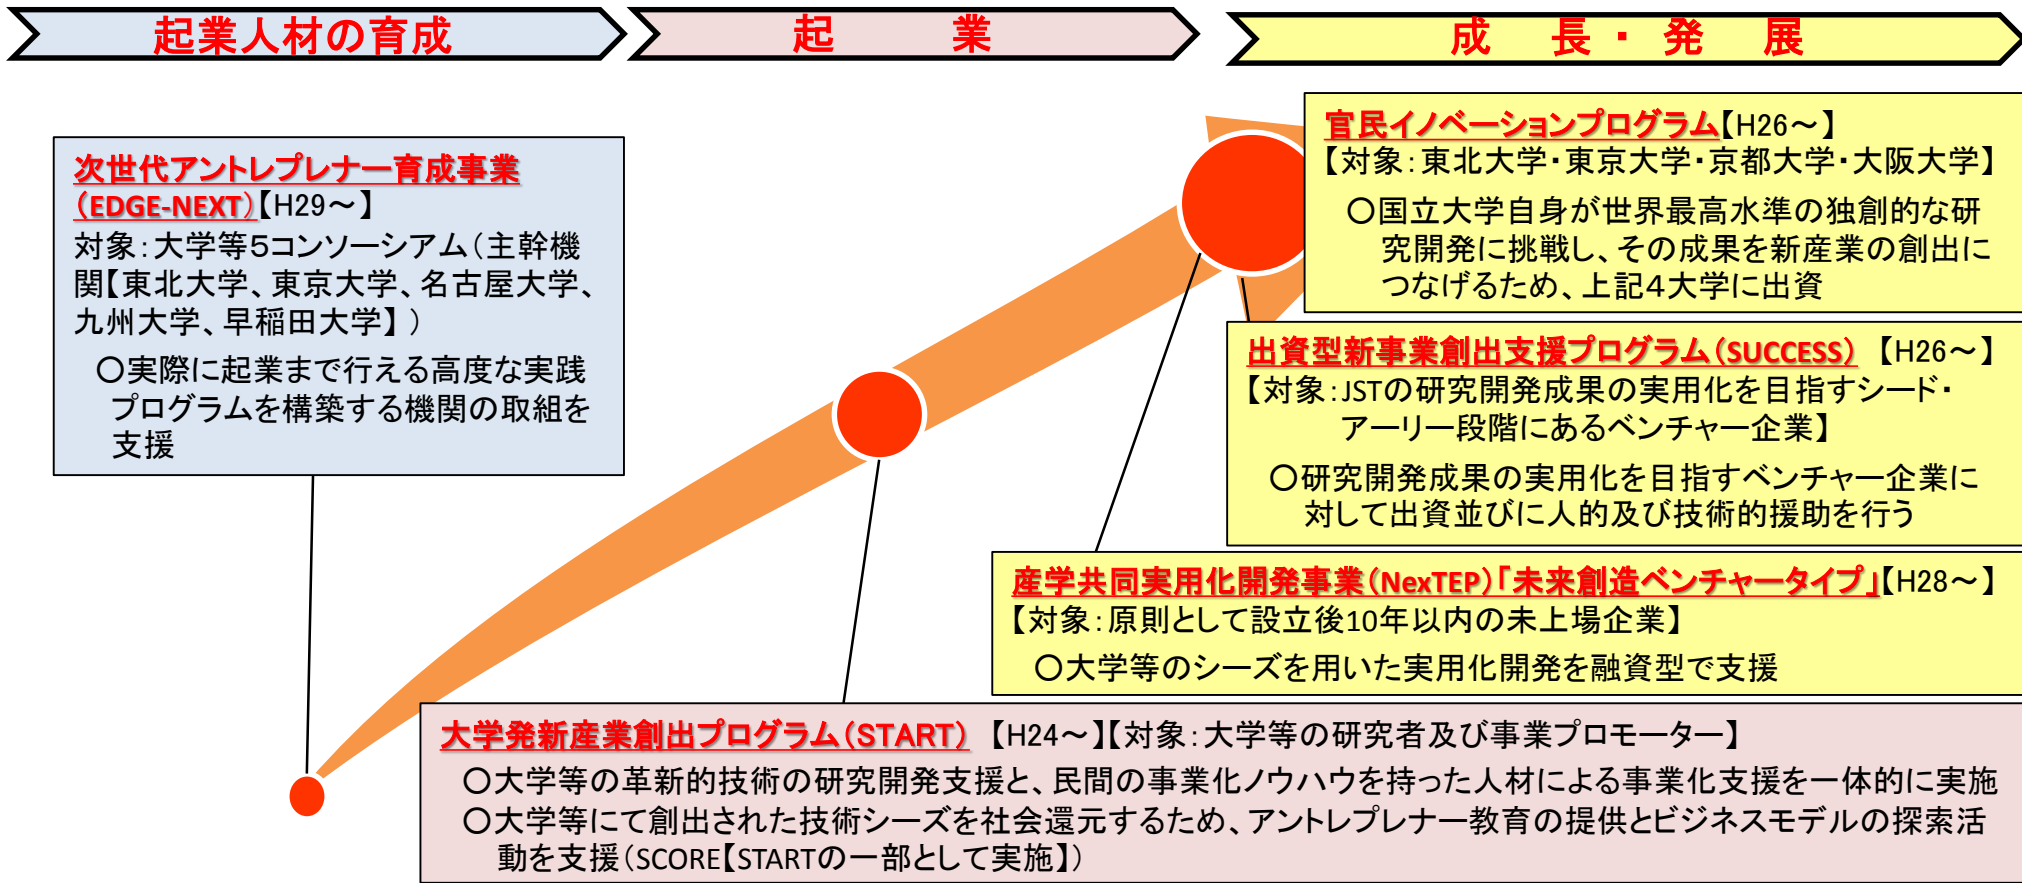 起業人材の育成
起　業
成　長・発　展
次世代アントレプレナー育成事業
（EDGE-NEXT）【H29～】
対象：大学等5コンソーシアム（主幹機
関【東北大学、東京大学、名古屋大学、
九州大学、早稲田大学】）
○実際に起業まで行える高度な実践
プログラムを構築する機関の取組を
支援
官民イノベーションプログラム【H26～】
【対象：東北大学・東京大学・京都大学・大阪大学】
○国立大学自身が世界最高水準の独創的な研
究開発に挑戦し、その成果を新産業の創出に
つなげるため、上記4大学に出資
出資型新事業創出支援プログラム（SUCCESS）【H26～】
【対象：JSTの研究開発成果の実用化を目指すシード・
アーリー段階にあるベンチャー企業】
○研究開発成果の実用化を目指すベンチャー企業に
対して出資並びに人的及び技術的援助を行う
産学共同実用化開発事業（NexTEP）「未来創造ベンチャータイプ」【H28～】
【対象：原則として設立後10年以内の未上場企業】
○大学等のシーズを用いた実用化開発を融資型で支援
大学発新産業創出プログラム（START）【H24～】【対象：大学等の研究者及び事業プロモーター】
○大学等の革新的技術の研究開発支援と、民間の事業化ノウハウを持った人材による事業化支援を一体的に実施
○大学等にて創出された技術シーズを社会還元するため、アントレプレナー教育の提供とビジネスモデルの探索活
動を支援（SCORE【STARTの一部として実施】）